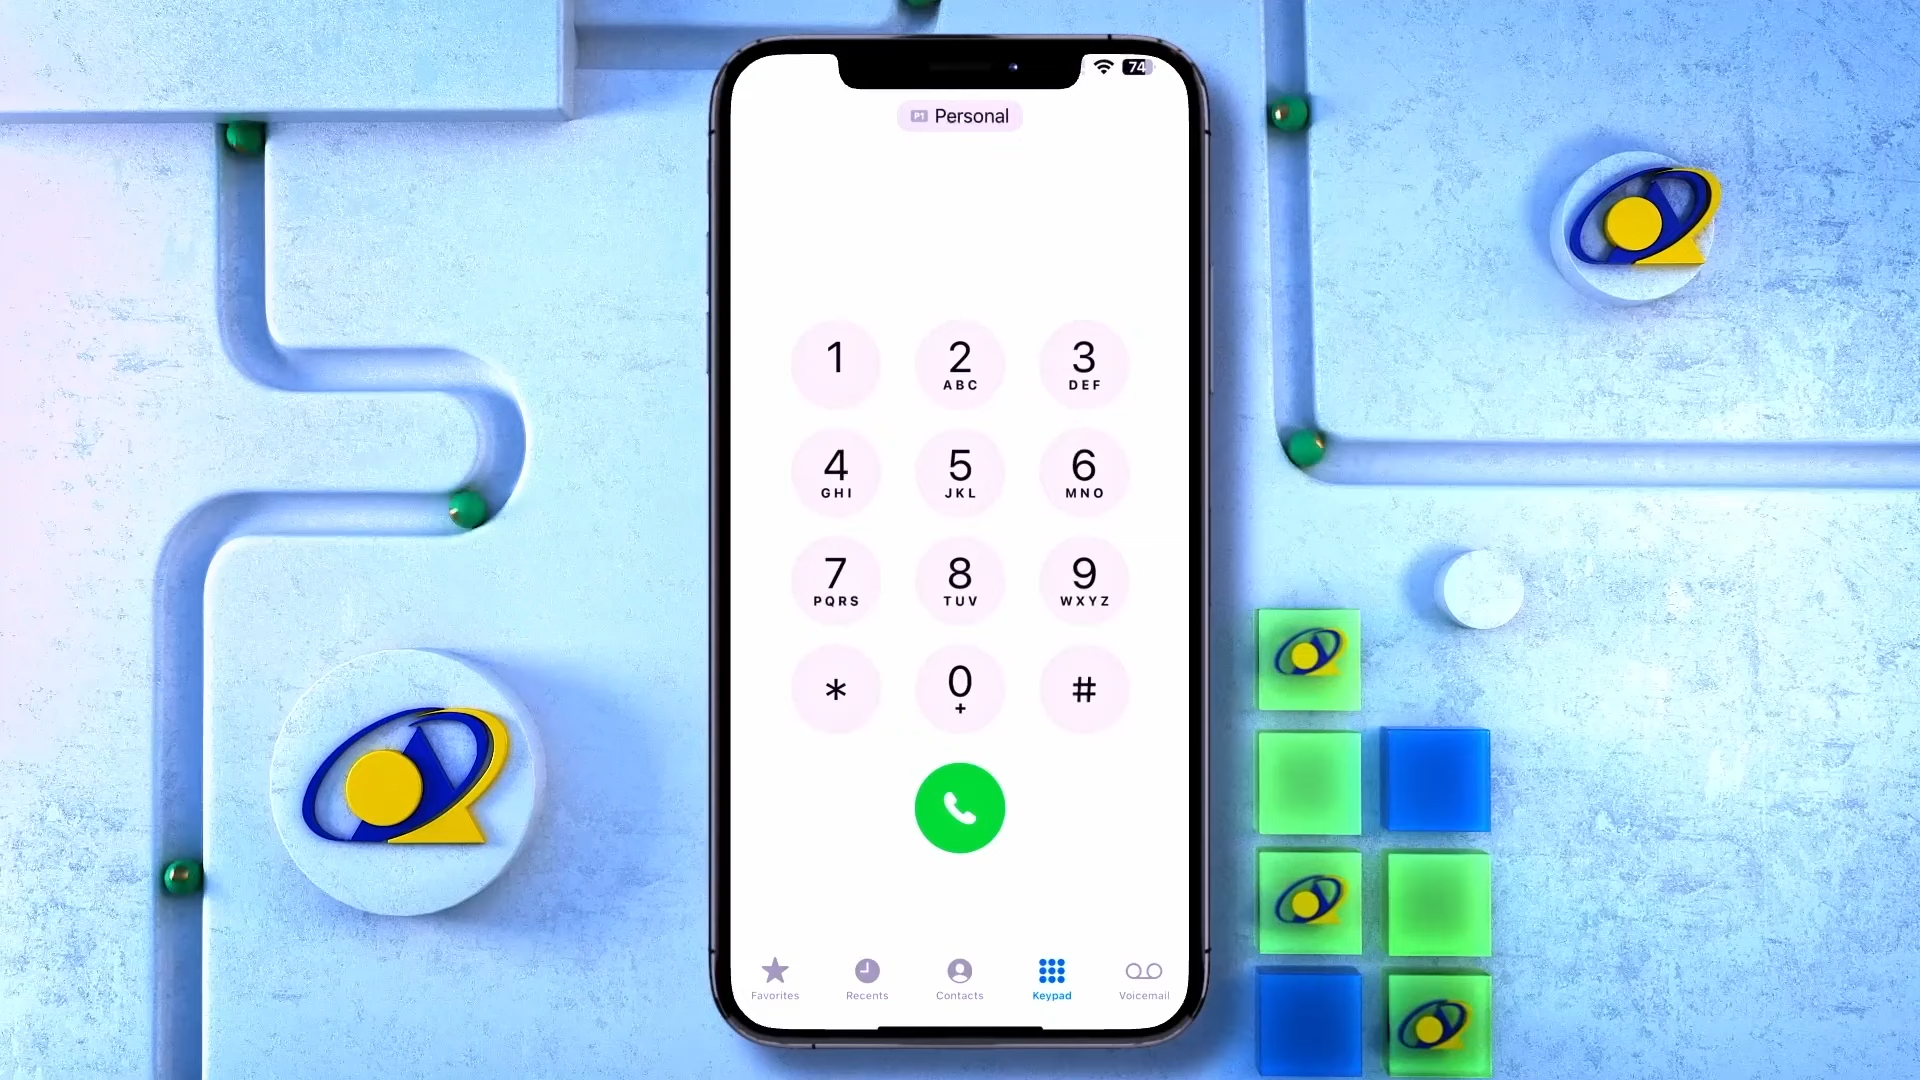 74
P1 Personal
1
2
ABC
3
DEF
4
GHI
5
JKL
6
MNO
7
PQRS
8
TUV
9
WXYZ
*
0
+
#
Favorites
Recents
Contacts
Keypad
Voicemail